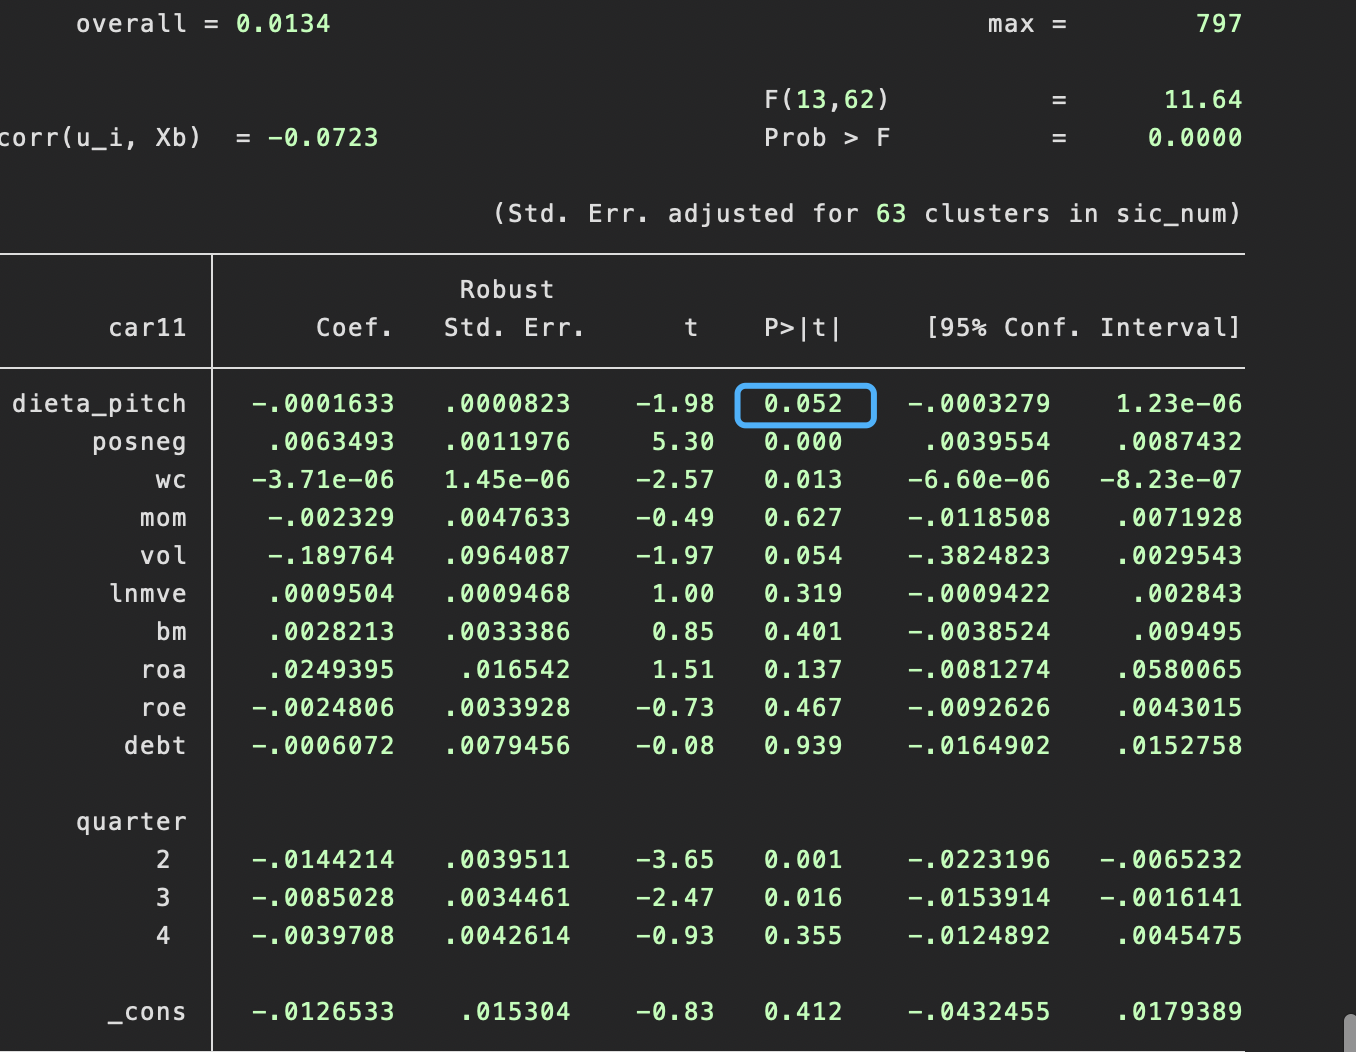 overall = 0.0134 max = 797
F(13,62) = 11.64
corr(u_i, Xb) = -0.0723 Prob > F = 0.0000
(Std. Err. adjusted for 63 clusters in sic_num)
Robust
car11 Coef. Std. Err. t P>|t| [95% Conf. Interval]
dieta_pitch -.0001633 .0000823 -1.98 0.052 -.0003279 1.23e-06
posneg .0063493 .0011976 5.30 0.000 .0039554 .0087432
wc -3.71e-06 1.45e-06 -2.57 0.013 -6.60e-06 -8.23e-07
mom -.002329 .0047633 -0.49 0.627 -.0118508 .0071928
vol -.189764 .0964087 -1.97 0.054 -.3824823 .0029543
lnmve .0009504 .0009468 1.00 0.319 -.0009422 .002843
bm .0028213 .0033386 0.85 0.401 -.0038524 .009495
roa .0249395 .016542 1.51 0.137 -.0081274 .0580065
roe -.0024806 .0033928 -0.73 0.467 -.0092626 .0043015
debt -.0006072 .0079456 -0.08 0.939 -.0164902 .0152758
quarter
2 -.0144214 .0039511 -3.65 0.001 -.0223196 -.0065232
3 -.0085028 .0034461 -2.47 0.016 -.0153914 -.0016141
4 -.0039708 .0042614 -0.93 0.355 -.0124892 .0045475
_cons -.0126533 .015304 -0.83 0.412 -.0432455 .0179389